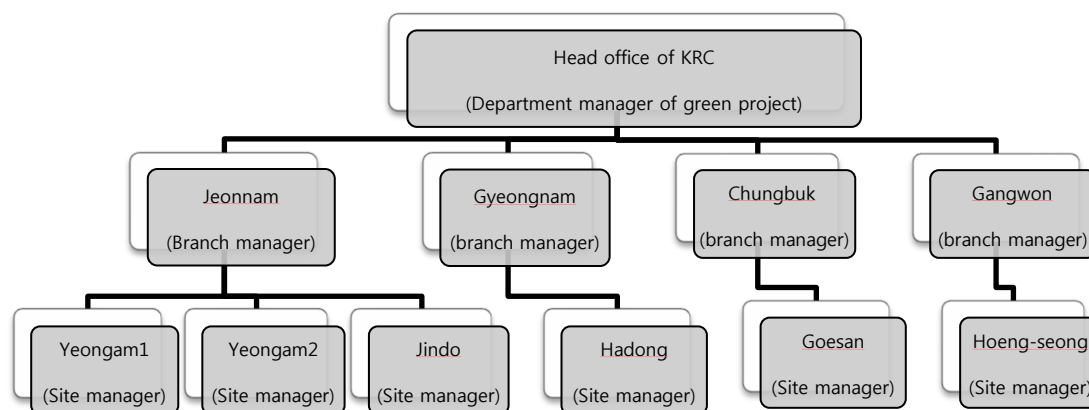 Head office of KRC
(Department manager of green project)
Jeonnam
(Branch manager)
Gyeongnam
(branch manager)
Chungbuk
(branch manager)
Gangwon
(branch manager)
Yeongam1
(Site manager)
Yeongam2
(Site manager)
Jindo
(Site manager)
Hadong
(Site manager)
Goesan
(Site manager)
Hoeng-seong
(Site manager)